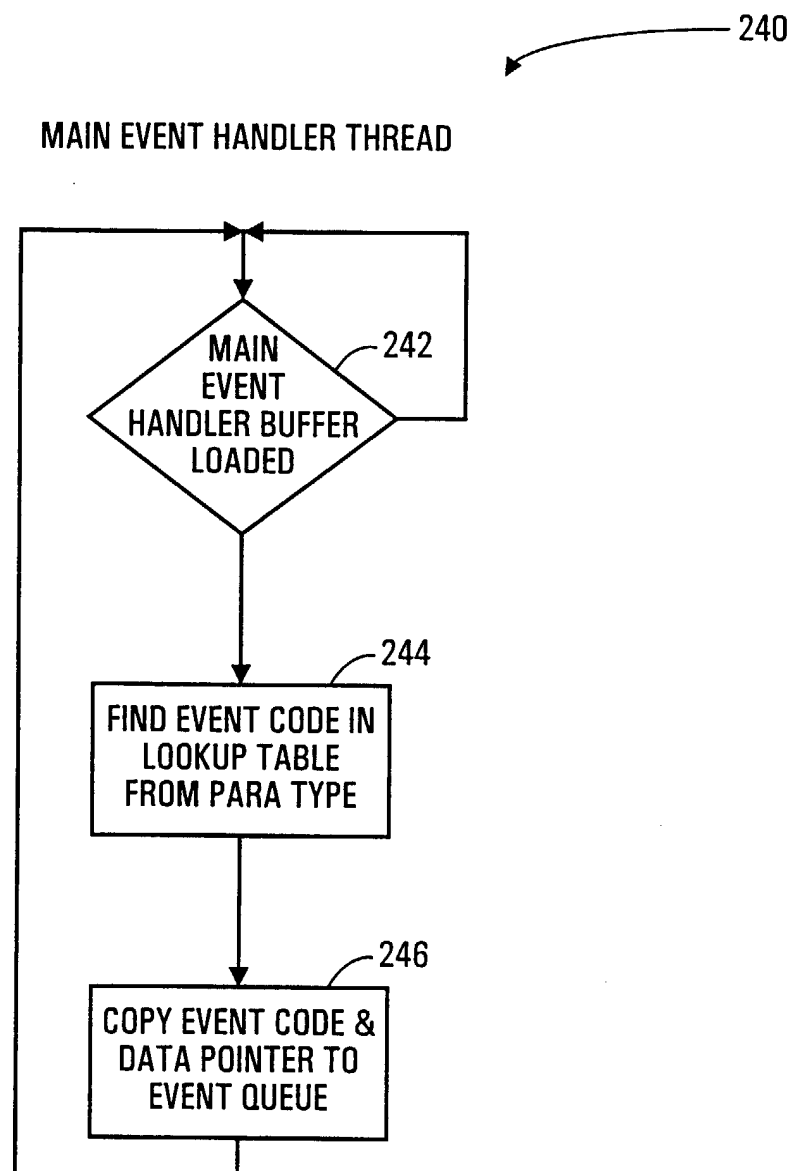 240
MAIN EVENT HANDLER THREAD
242
MAIN
EVENT
HANDLER BUFFER
LOADED
244
FIND EVENT CODE IN
LOOKUP TABLE
FROM PARA TYPE
246
COPY EVENT CODE &
DATA POINTER TO
EVENT QUEUE